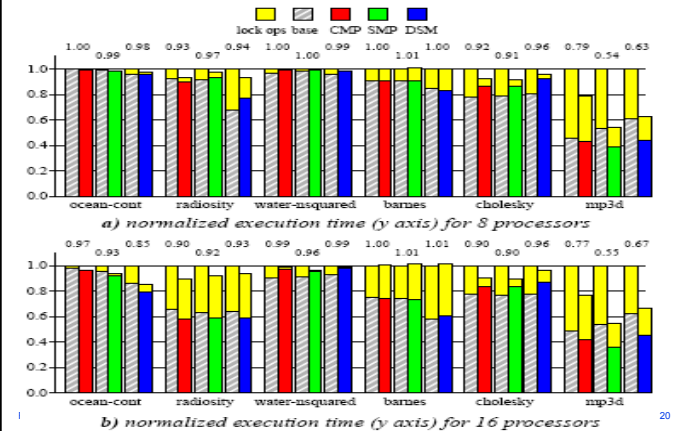 lock ops base CMP SMP DSM
1.00 0.98 0.93 0.94 1.00 0.99 1.00 1.00 0.92 0.96 0.79 0.63
0.99 0.97 1.00 1.01 0.91 0.54
1.0
0.8
0.6
0.4
0.2
0.0
ocean-cont radiosity water-nsquared barnes cholesky mp3d
a) normalized execution time (y axis) for 8 processors
0.97 0.85 0.90 0.93 0.99 0.99 1.00 1.01 0.90 0.96 0.77 0.67
0.93 0.92 0.96 1.01 0.90 0.55
1.0
0.8
0.6
0.4
0.2
0.0
ocean-cont radiosity water-nsquared barnes cholesky mp3d
b) normalized execution time (y axis) for 16 processors
20